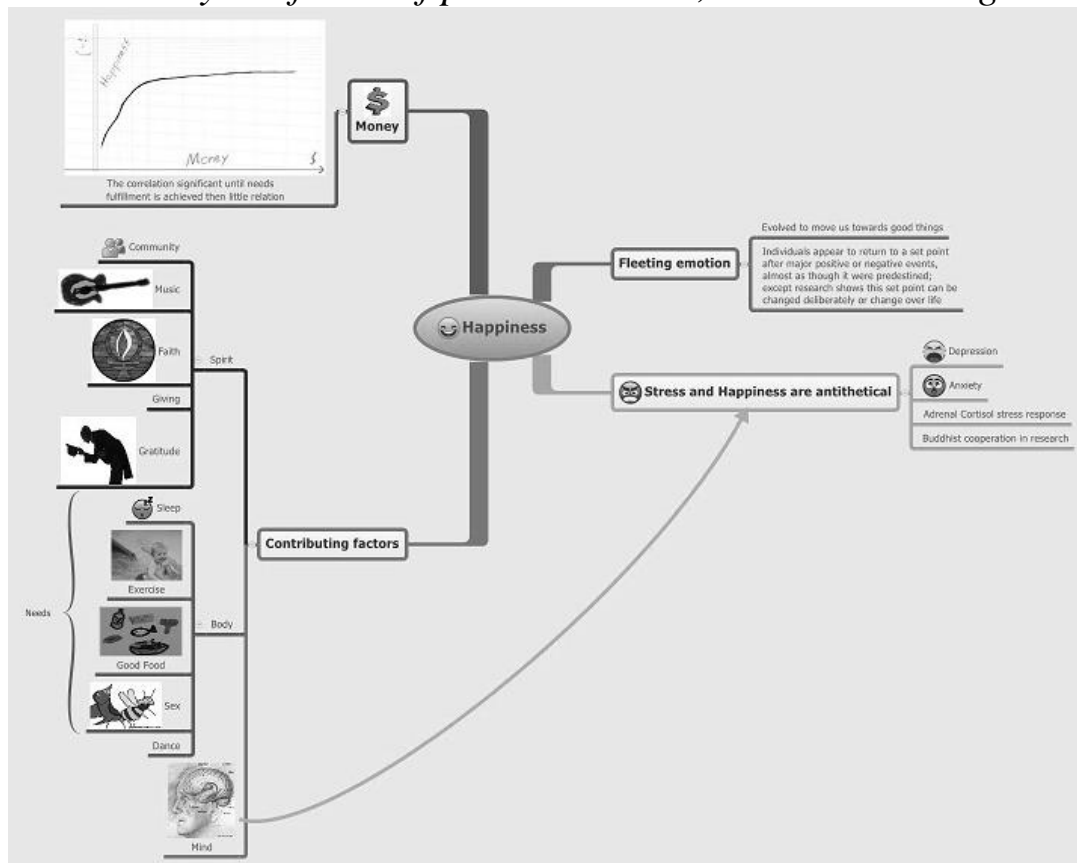 Happiness
Money
$
The correlation significant until needs
fulfillment is achieved then little relation
$
Money
Happiness
Fleeting emotion
Evolved to move us towards good things
Individuals appear to return to a set point
after major positive or negative events,
almost as though it were predestined;
except research shows this set point can be
changed deliberately or change over life
Stress and Happiness are antithetical
Depression
Anxiety
Adrenal Cortisol stress response
Buddhist cooperation in research
Contributing factors
Spirit
Community
Music
Faith
Giving
Gratitude
Body
Needs
Sleep
Exercise
Good Food
Sex
Dance
Mind